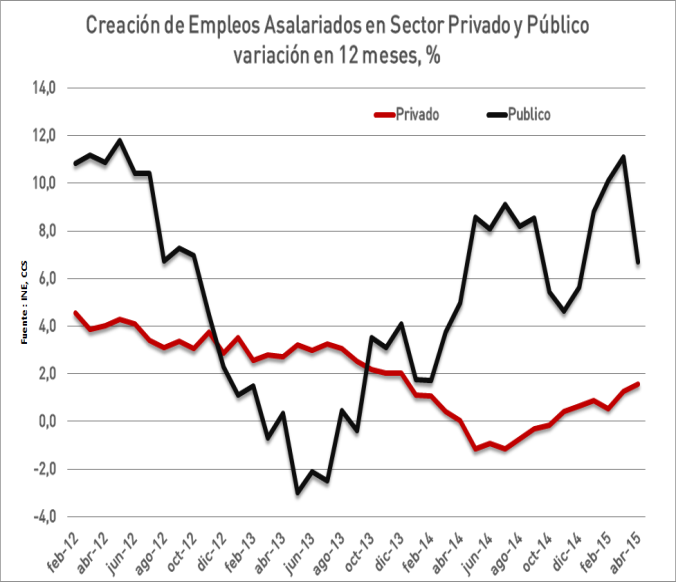 Creación de Empleos Asalariados en Sector Privado y Público
variación en 12 meses, %
Privado
Publico
14,0
12,0
10,0
8,0
6,0
4,0
2,0
0,0
-2,0
-4,0
Fuente : INE, CCS
feb-12
abr-12
jun-12
ago-12
oct-12
dic-12
feb-13
abr-13
jun-13
ago-13
oct-13
dic-13
feb-14
abr-14
jun-14
ago-14
oct-14
dic-14
feb-15
abr-15